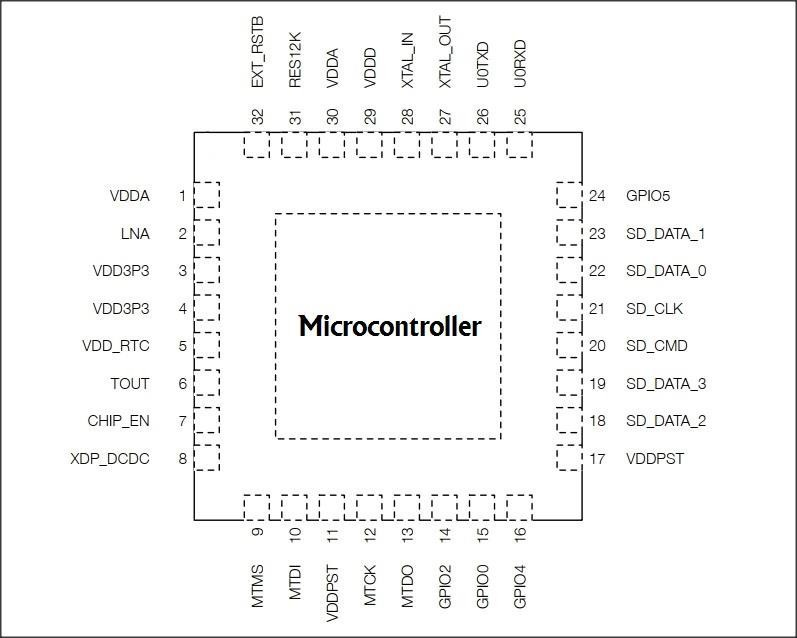 EXT_RSTB RES12K VDDA VDDD XTAL_IN XTAL_OUT U0TXD U0RXD
32 31 30 29 28 27 26 25
VDDA 1 24 GPIO5
LNA 2 23 SD_DATA_1
VDD3P3 3 22 SD_DATA_0
VDD3P3 4 21 SD_CLK
Microcontroller
VDD_RTC 5 20 SD_CMD
TOUT 6 19 SD_DATA_3
CHIP_EN 7 18 SD_DATA_2
XDP_DCDC 8 17 VDDPST
9 10 11 12 13 14 15 16
MTMS MTDI VDDPST MTCK MTDO GPIO2 GPIO0 GPIO4